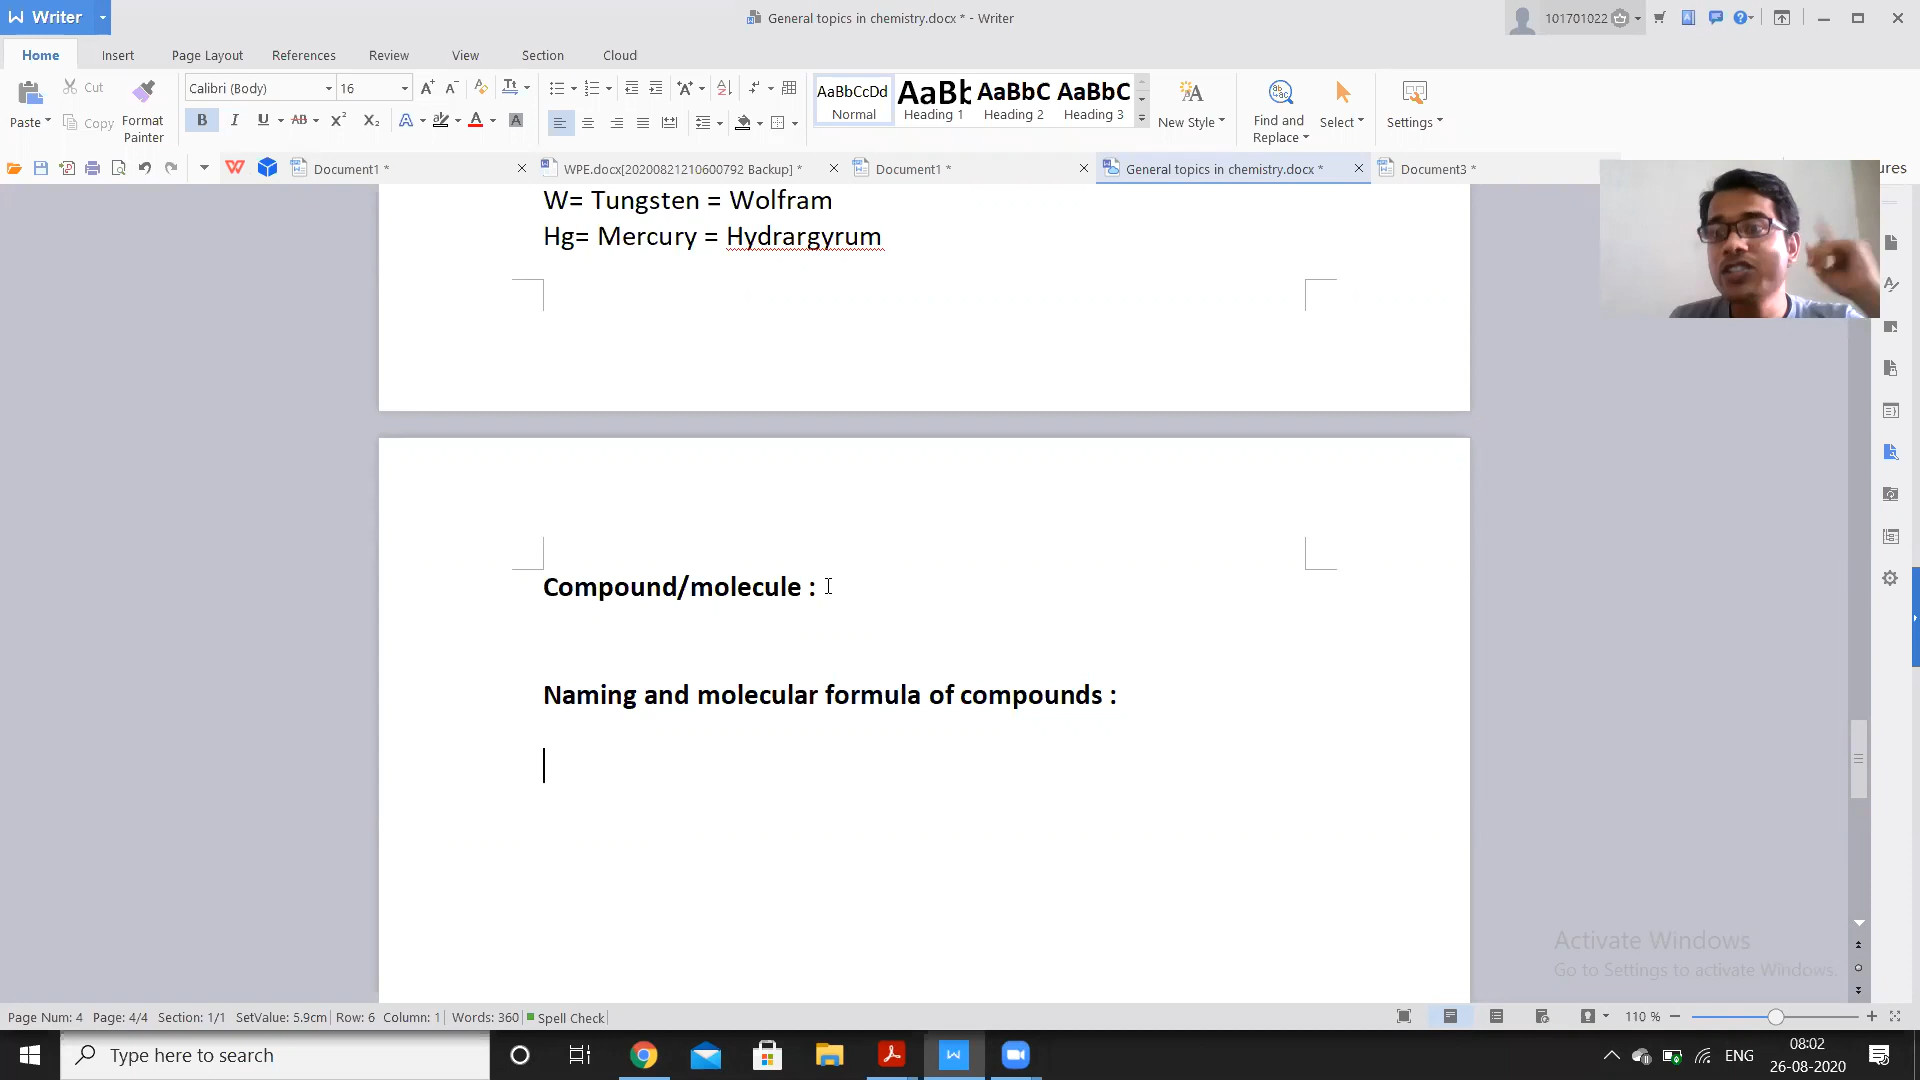 Writer
General topics in chemistry.docx * - Writer
101701022
Home
Insert
Page Layout
References
Review
View
Section
Cloud
Paste
Cut
Copy
Format
Painter
Calibri (Body)
16
AaBbCcDd
Normal
AaBb
Heading 1
AaBbC
Heading 2
AaBbC
Heading 3
New Style
Find and
Replace
Select
Settings
Document1 *
WPE.docx[20200821210600792 Backup] *
Document1 *
General topics in chemistry.docx *
Document3 *
ures
W= Tungsten = Wolfram
Hg= Mercury = Hydrargyrum
Compound/molecule :
Naming and molecular formula of compounds :
Activate Windows
Go to Settings to activate Windows.
Page Num: 4 Page: 4/4 Section: 1/1 SetValue: 5.9cm Row: 6 Column: 1 Words: 360 Spell Check
110 %
Type here to search
ENG
08:02
26-08-2020